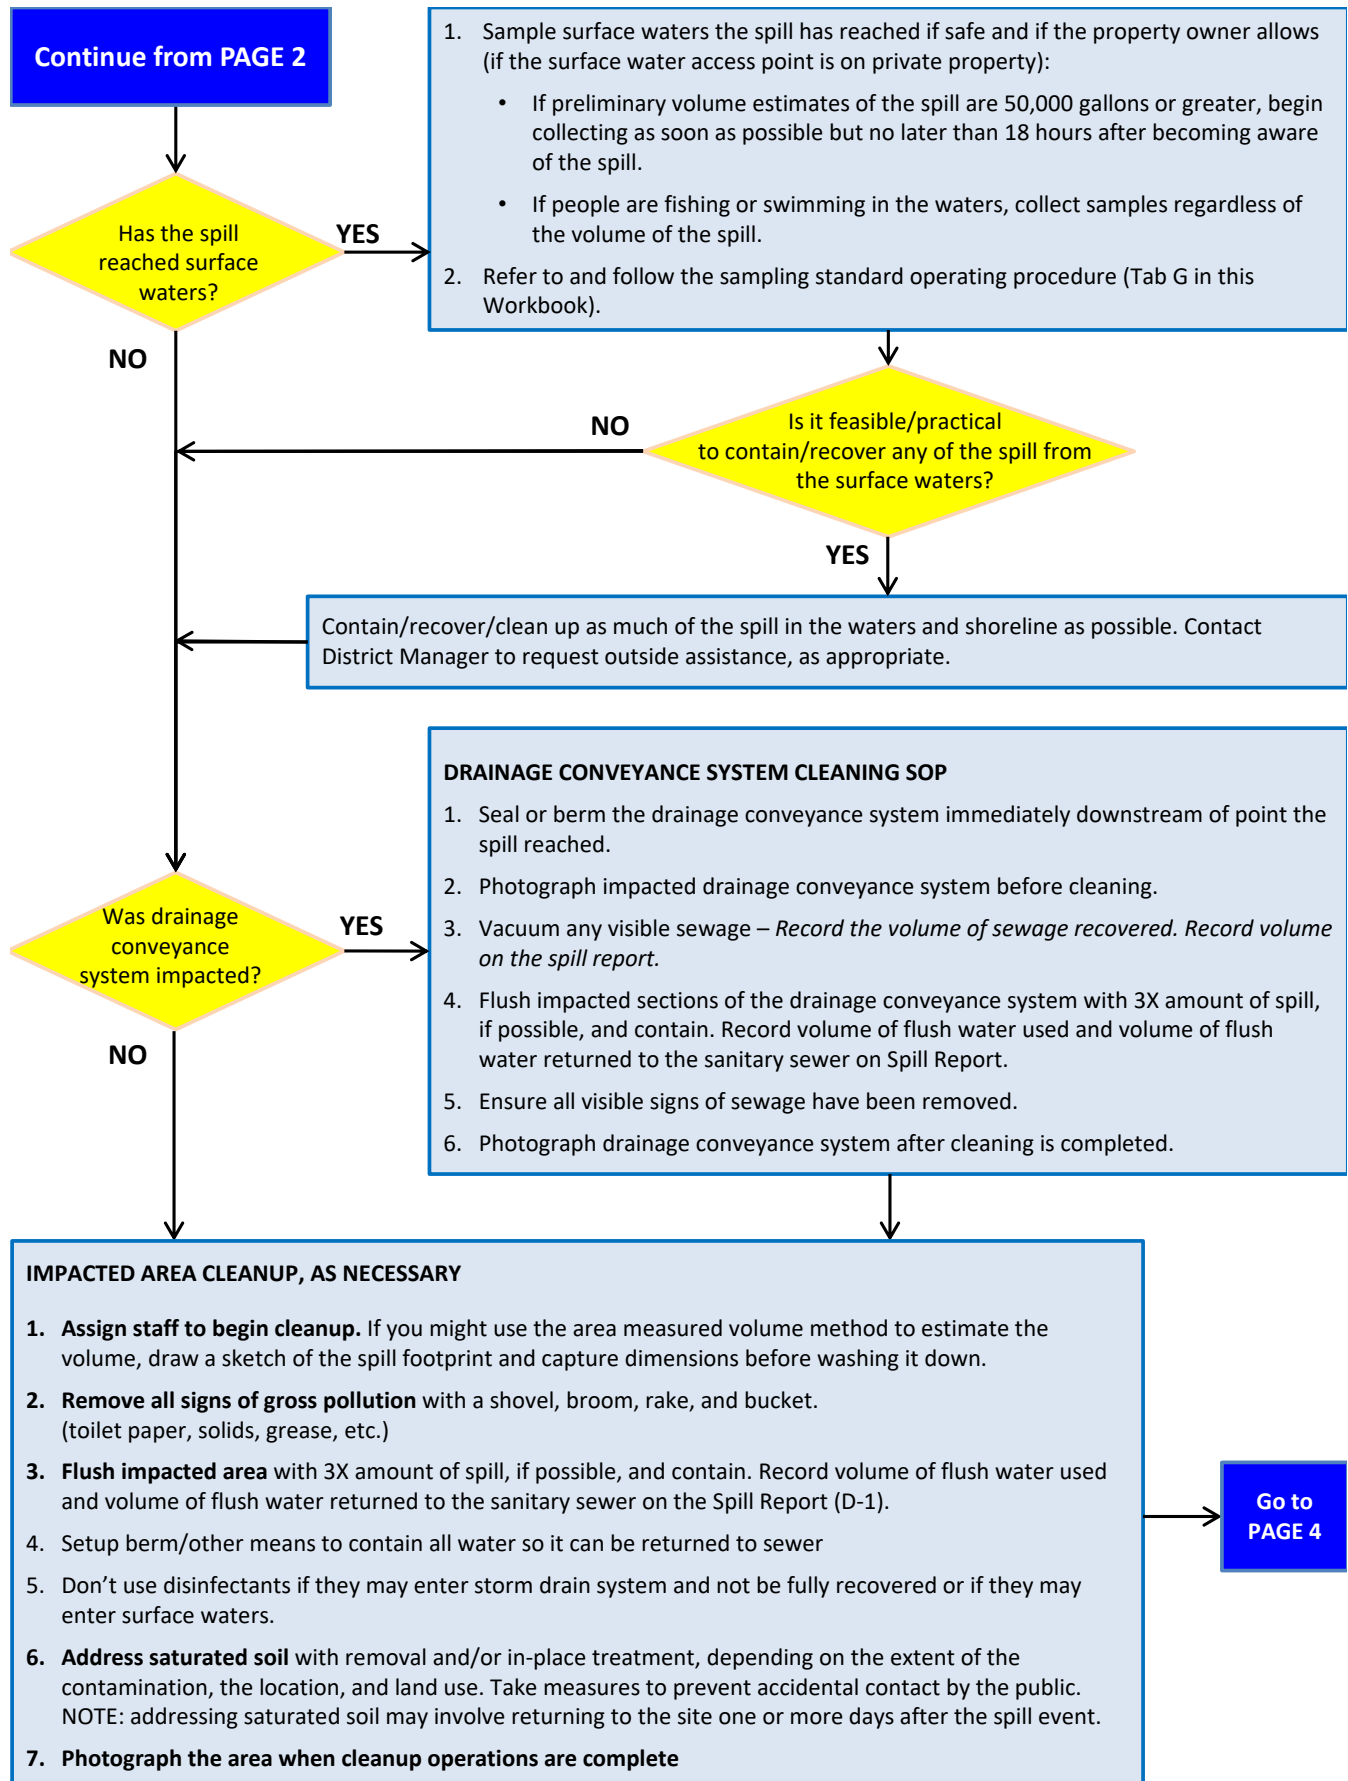 Continue from PAGE 2
1. Sample surface waters the spill has reached if safe and if the property owner allows
(if the surface water access point is on private property):
• If preliminary volume estimates of the spill are 50,000 gallons or greater, begin
collecting as soon as possible but no later than 18 hours after becoming aware
of the spill.
• If people are fishing or swimming in the waters, collect samples regardless of
the volume of the spill.
2. Refer to and follow the sampling standard operating procedure (Tab G in this
Workbook).
Has the spill
reached surface
waters?
YES
NO
Is it feasible/practical
to contain/recover any of the spill from
the surface waters?
NO
YES
Contain/recover/clean up as much of the spill in the waters and shoreline as possible. Contact
District Manager to request outside assistance, as appropriate.
Was drainage
conveyance
system impacted?
YES
NO
DRAINAGE CONVEYANCE SYSTEM CLEANING SOP
1. Seal or berm the drainage conveyance system immediately downstream of point the
spill reached.
2. Photograph impacted drainage conveyance system before cleaning.
3. Vacuum any visible sewage – Record the volume of sewage recovered. Record volume
on the spill report.
4. Flush impacted sections of the drainage conveyance system with 3X amount of spill,
if possible, and contain. Record volume of flush water used and volume of flush
water returned to the sanitary sewer on Spill Report.
5. Ensure all visible signs of sewage have been removed.
6. Photograph drainage conveyance system after cleaning is completed.
IMPACTED AREA CLEANUP, AS NECESSARY
1. Assign staff to begin cleanup. If you might use the area measured volume method to estimate the
volume, draw a sketch of the spill footprint and capture dimensions before washing it down.
2. Remove all signs of gross pollution with a shovel, broom, rake, and bucket.
(toilet paper, solids, grease, etc.)
3. Flush impacted area with 3X amount of spill, if possible, and contain. Record volume of flush water used
and volume of flush water returned to the sanitary sewer on the Spill Report (D-1).
4. Setup berm/other means to contain all water so it can be returned to sewer
5. Don't use disinfectants if they may enter storm drain system and not be fully recovered or if they may
enter surface waters.
6. Address saturated soil with removal and/or in-place treatment, depending on the extent of the
contamination, the location, and land use. Take measures to prevent accidental contact by the public.
NOTE: addressing saturated soil may involve returning to the site one or more days after the spill event.
7. Photograph the area when cleanup operations are complete
Go to
PAGE 4